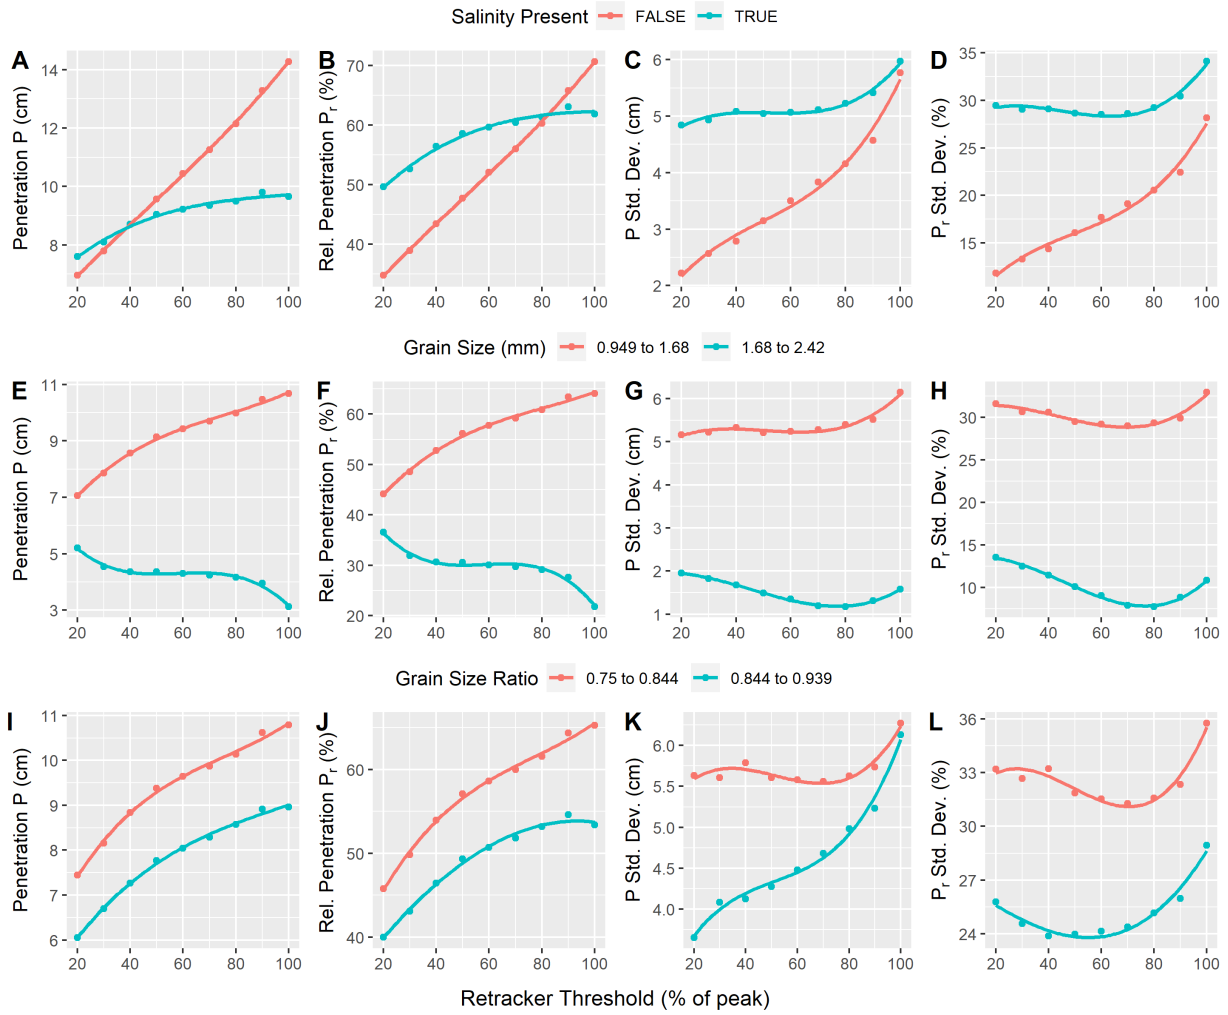 Salinity Present FALSE TRUE
A B C D
Penetration P (cm)
14
12
10
8
20 40 60 80 100
Rel. Penetration Pr (%)
70
60
50
40
20 40 60 80 100
P Std. Dev. (cm)
6
5
4
3
2
20 40 60 80 100
Pr Std. Dev. (%)
35
30
25
20
15
20 40 60 80 100
Grain Size (mm) 0.949 to 1.68 1.68 to 2.42
E F G H
Penetration P (cm)
11
9
7
5
3
20 40 60 80 100
Rel. Penetration Pr (%)
60
50
40
30
20
20 40 60 80 100
P Std. Dev. (cm)
6
5
4
3
2
1
20 40 60 80 100
Pr Std. Dev. (%)
30
25
20
15
10
20 40 60 80 100
Grain Size Ratio 0.75 to 0.844 0.844 to 0.939
I J K L
Penetration P (cm)
11
10
9
8
7
6
20 40 60 80 100
Rel. Penetration Pr (%)
60
50
40
20 40 60 80 100
P Std. Dev. (cm)
6.0
5.5
5.0
4.5
4.0
20 40 60 80 100
Pr Std. Dev. (%)
36
33
30
27
24
20 40 60 80 100
Retracker Threshold (% of peak)